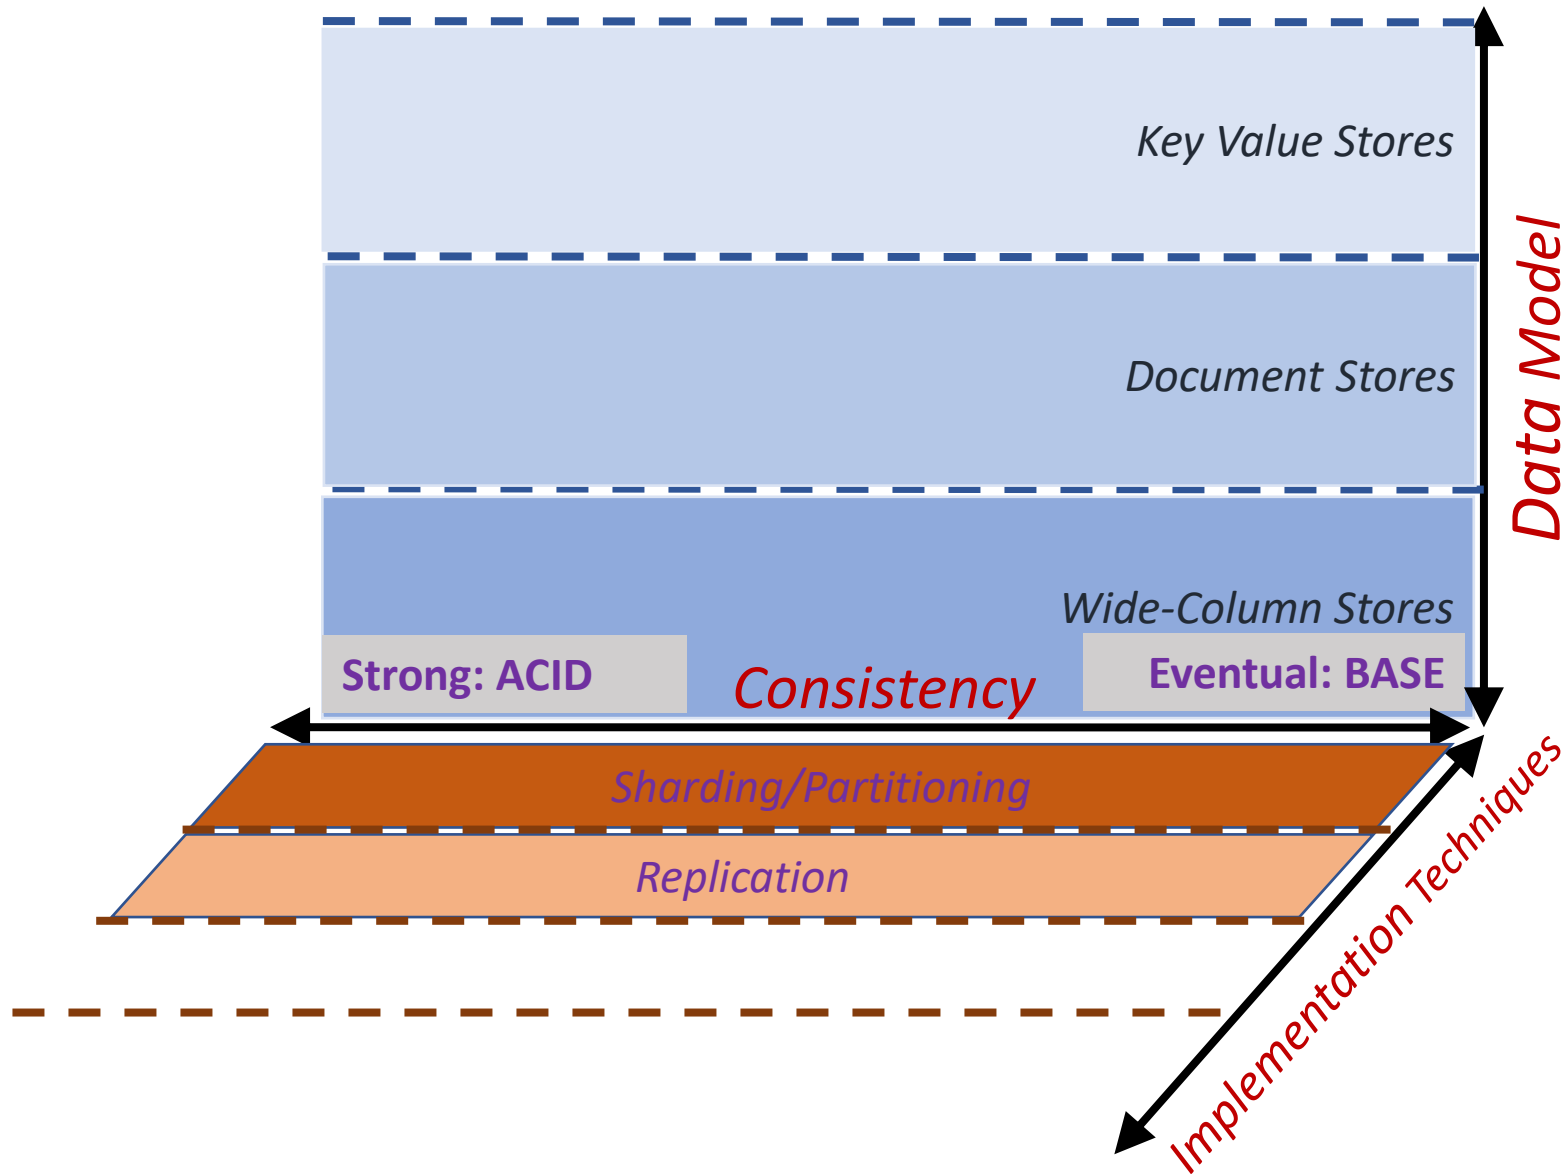 Key Value Stores
Data Model
Document Stores
Wide-Column Stores
Strong: ACID
Consistency
Eventual: BASE
Sharding/Partitioning
Replication
Implementation Techniques